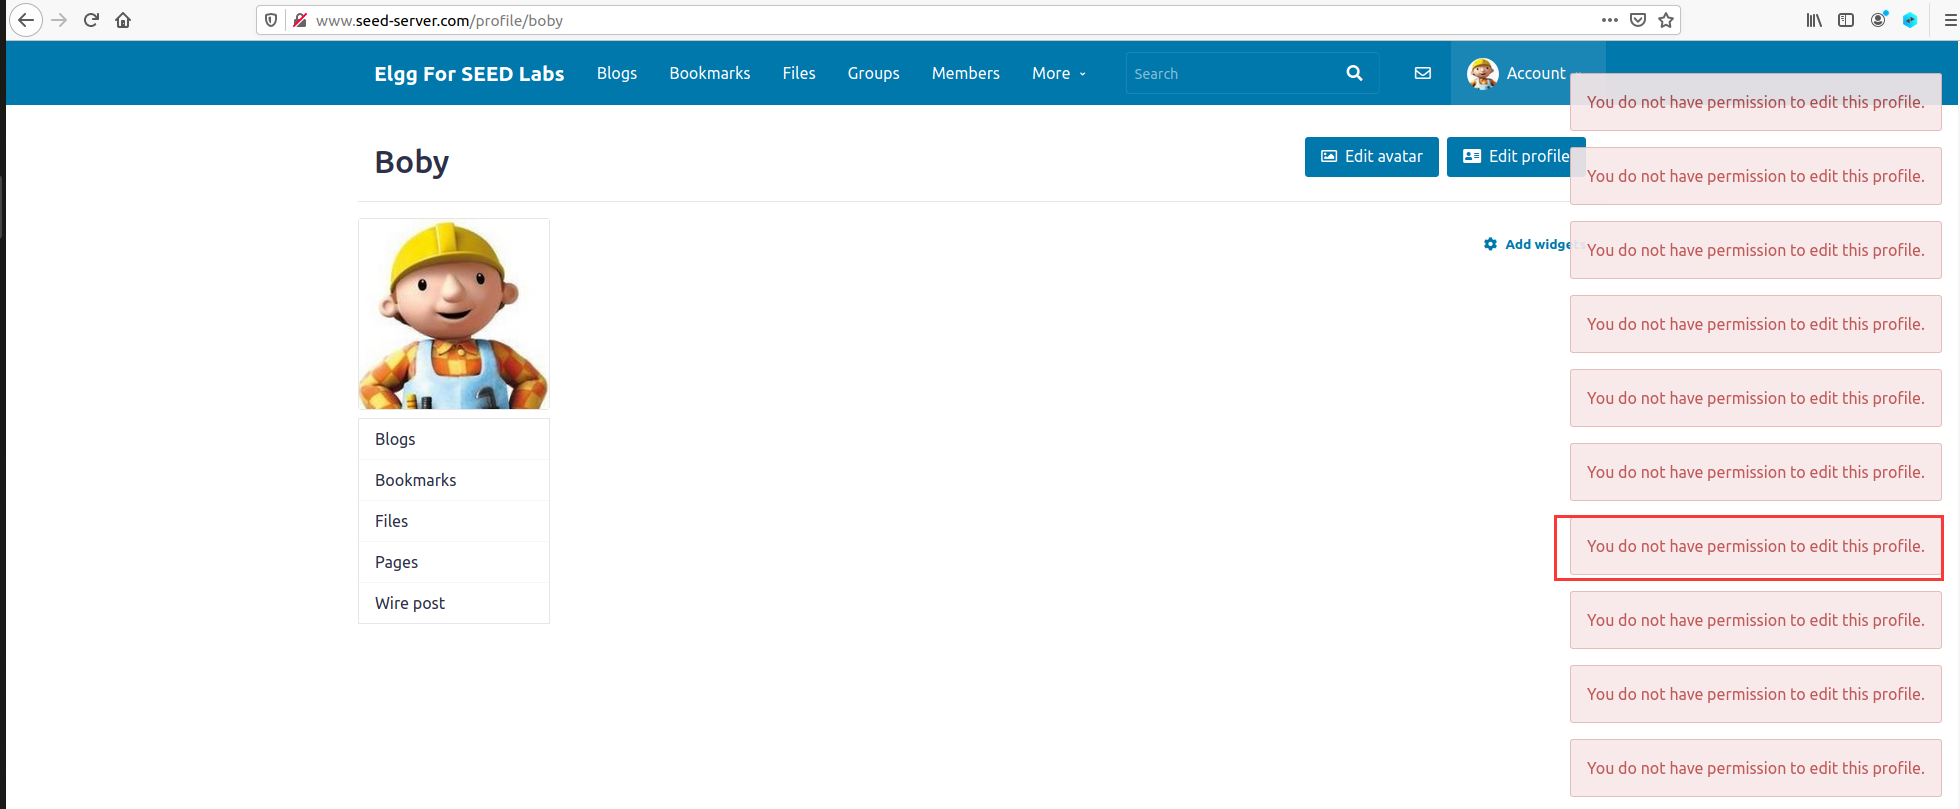 www.seed-server.com/profile/boby
Elgg For SEED Labs Blogs Bookmarks Files Groups Members More Search Account
Boby
Edit avatar Edit profile
Add widgets
Blogs
Bookmarks
Files
Pages
Wire post
You do not have permission to edit this profile.
You do not have permission to edit this profile.
You do not have permission to edit this profile.
You do not have permission to edit this profile.
You do not have permission to edit this profile.
You do not have permission to edit this profile.
You do not have permission to edit this profile.
You do not have permission to edit this profile.
You do not have permission to edit this profile.
You do not have permission to edit this profile.